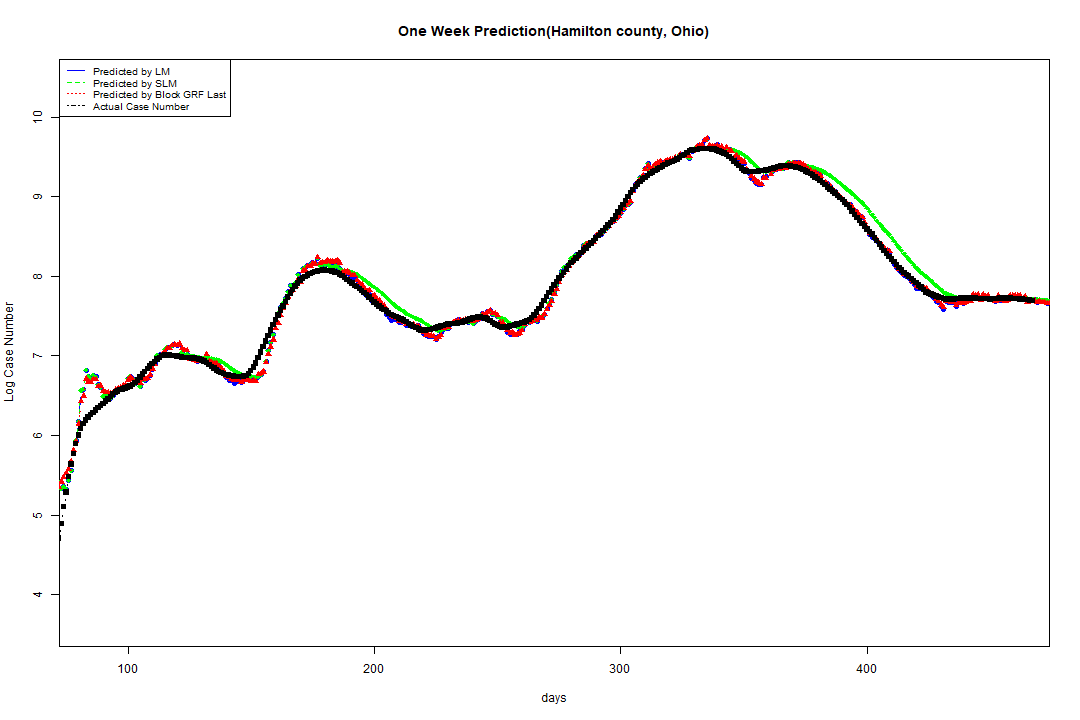 One Week Prediction(Hamilton county, Ohio)
Predicted by LM
Predicted by SLM
Predicted by Block GRF Last
Actual Case Number
10
9
8
7
6
5
4
Log Case Number
100 200 300 400
days